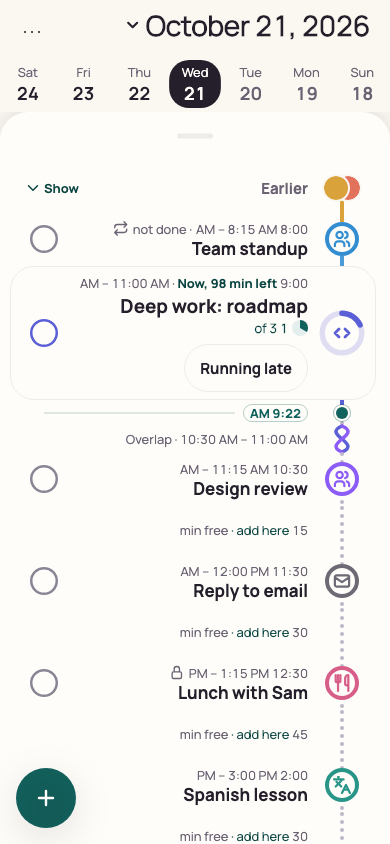 ...
October 21, 2026
Sat Fri Thu Wed Tue Mon Sun
24 23 22 21 20 19 18
Show
Earlier
not done · AM – 8:15 AM 8:00
Team standup
AM – 11:00 AM · Now, 98 min left 9:00
Deep work: roadmap
of 3 1
Running late
AM 9:22
Overlap · 10:30 AM – 11:00 AM
AM – 11:15 AM 10:30
Design review
min free · add here 15
AM – 12:00 PM 11:30
Reply to email
min free · add here 30
PM – 1:15 PM 12:30
Lunch with Sam
min free · add here 45
PM – 3:00 PM 2:00
Spanish lesson
min free · add here 30